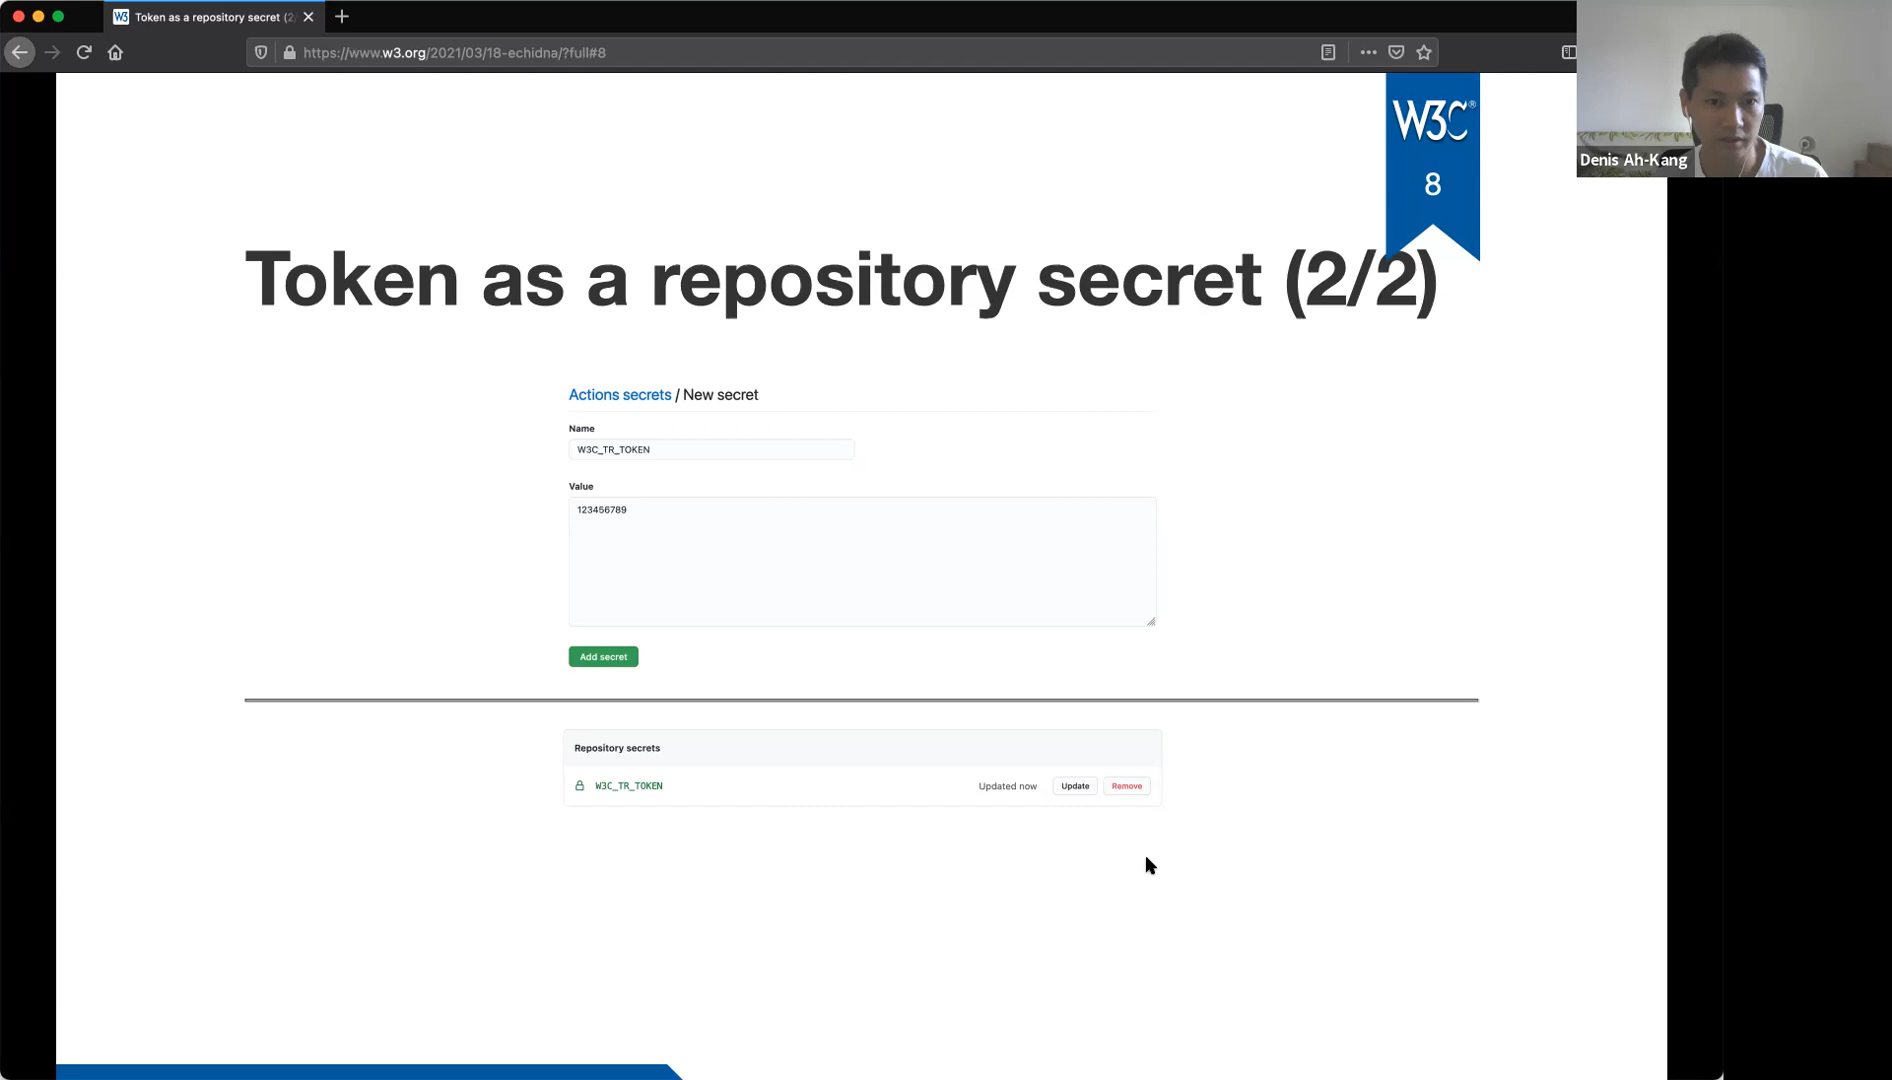 Token as a repository secret (2/
https://www.w3.org/2021/03/18-echidna/?full#8
W3C®
8
Denis Ah-Kang
Token as a repository secret (2/2)
Actions secrets / New secret
Name
W3C_TR_TOKEN
Value
123456789
Add secret
Repository secrets
W3C_TR_TOKEN Updated now Update Remove